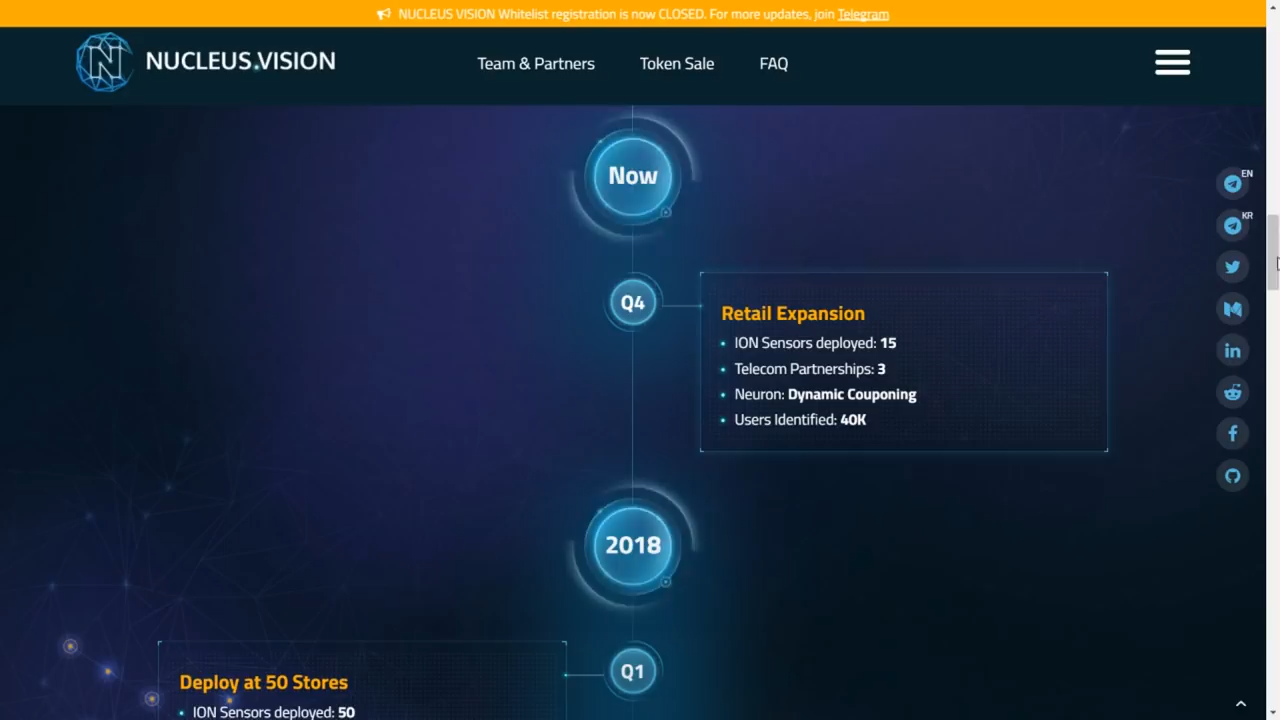 NUCLEUS VISION Whitelist registration is now CLOSED. For more updates, join Telegram
N NUCLEUS.VISION
Team & Partners
Token Sale
FAQ
Now
EN
KR
Q4
Retail Expansion
ION Sensors deployed: 15
Telecom Partnerships: 3
Neuron: Dynamic Couponing
Users Identified: 40K
2018
Q1
Deploy at 50 Stores
ION Sensors deployed: 50